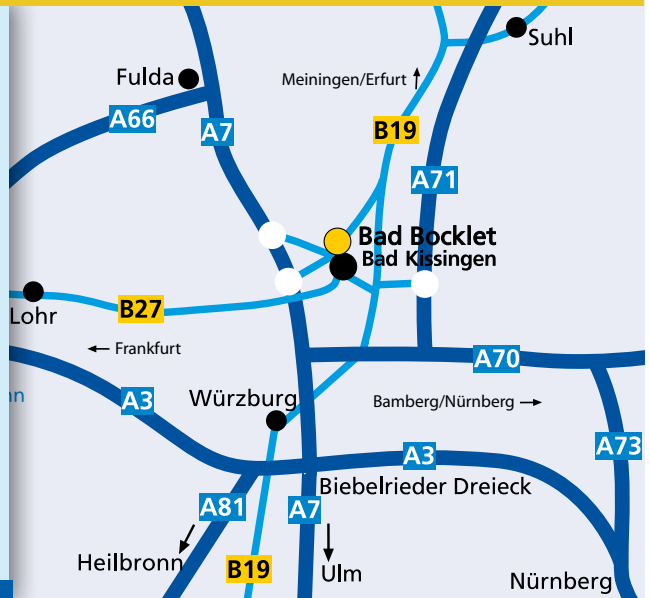 Suhl
Fulda
Meiningen/Erfurt
A66
A7
B19
A71
Bad Bocklet
Bad Kissingen
Lohr
B27
Frankfurt
A70
nn
A3
Würzburg
Bamberg/Nürnberg
A73
A3
Biebelrieder Dreieck
A81
A7
Heilbronn
B19
Ulm
Nürnberg